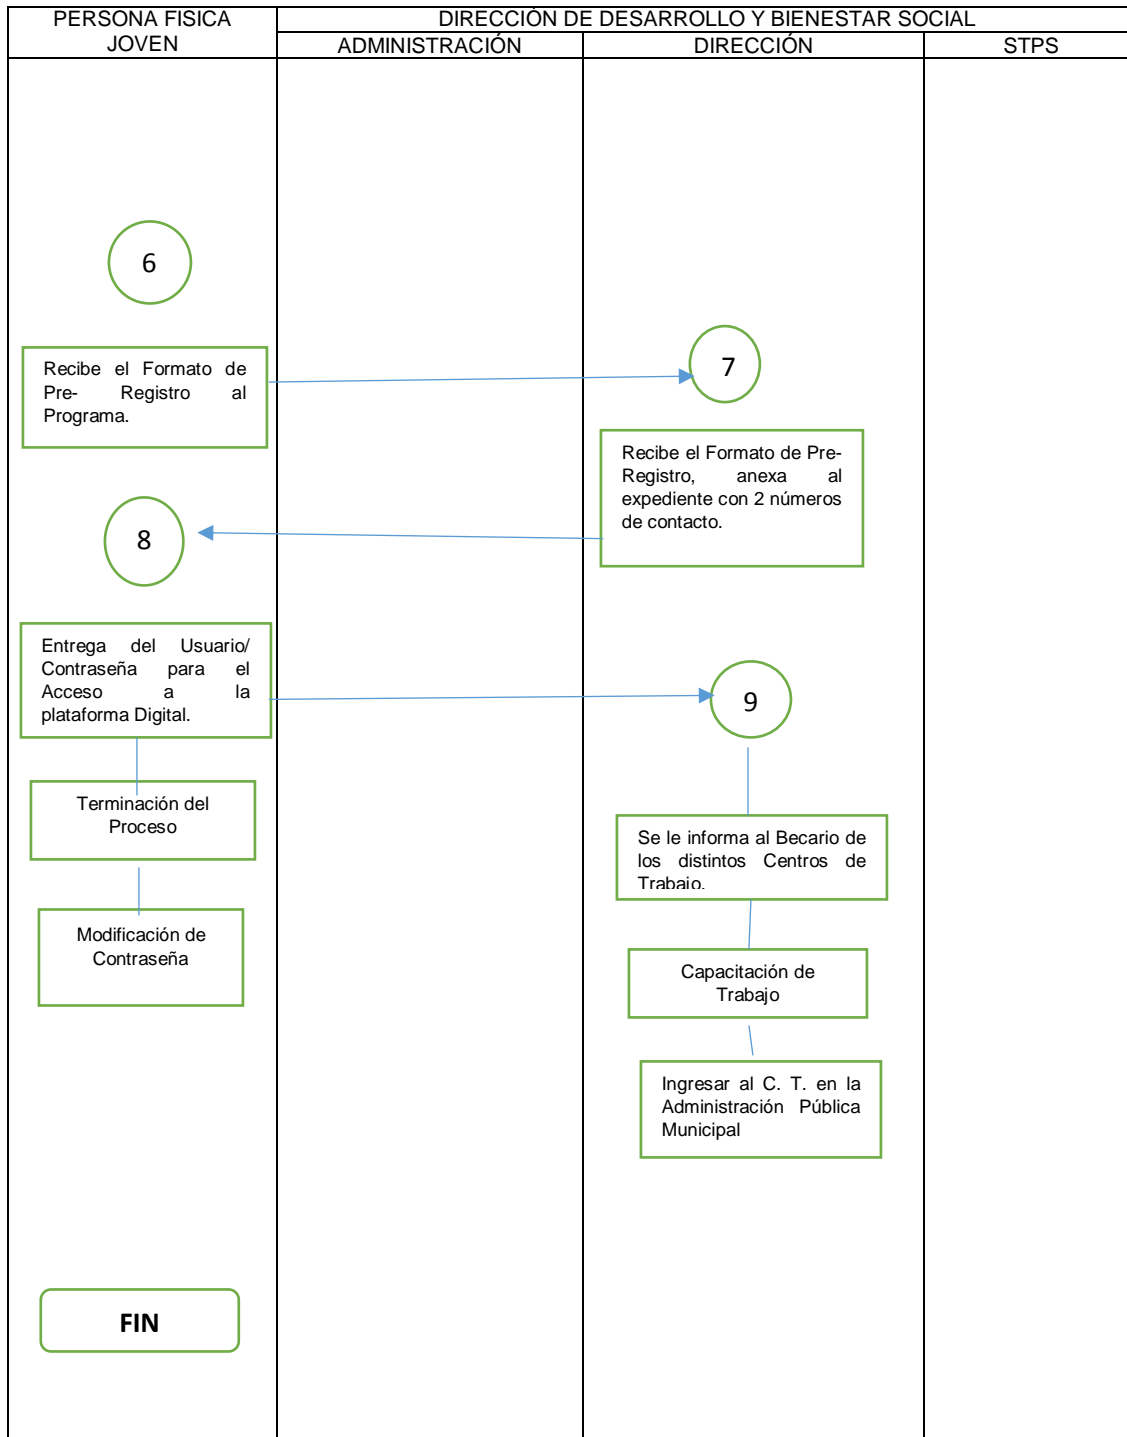 PERSONA FISICA
JOVEN
DIRECCIÓN DE DESARROLLO Y BIENESTAR SOCIAL
ADMINISTRACIÓN
DIRECCIÓN
STPS
6
Recibe el Formato de
Pre- Registro al
Programa.
7
Recibe el Formato de Pre-
Registro, anexa al
expediente con 2 números
de contacto.
8
Entrega del Usuario/
Contraseña para el
Acceso a la
plataforma Digital.
9
Terminación del
Proceso
Se le informa al Becario de
los distintos Centros de
Trabajo.
Modificación de
Contraseña
Capacitación de
Trabajo
Ingresar al C. T. en la
Administración Pública
Municipal
FIN